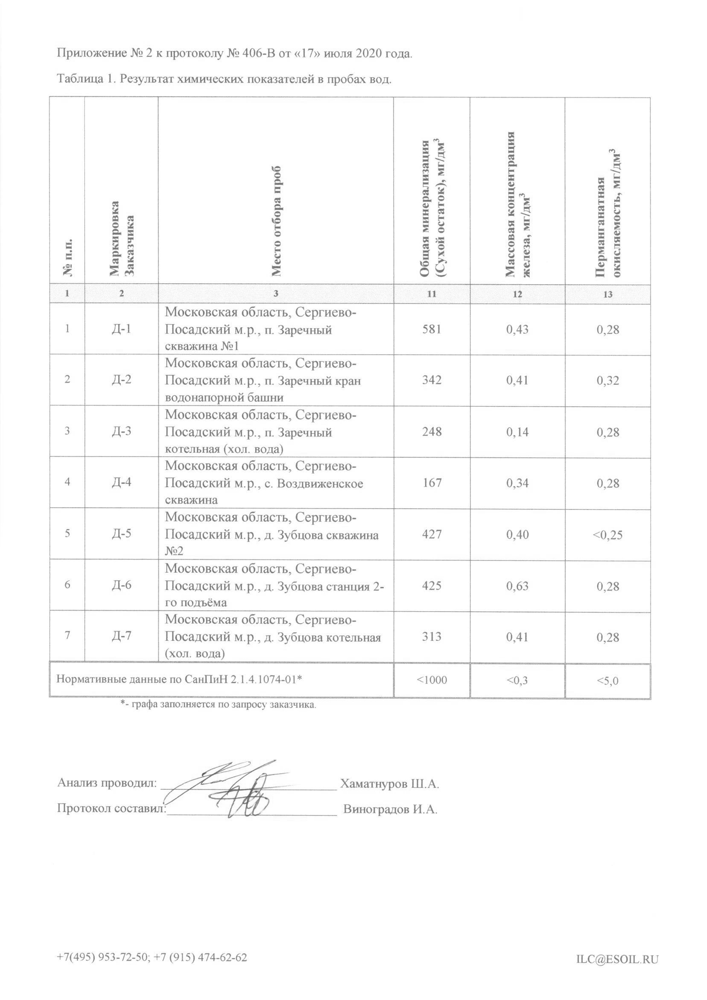 Приложение № 2 к протоколу № 406-В от «17» июля 2020 года.
Таблица 1. Результат химических показателей в пробах вод.
№ п.п.
Маркировка
Заказчика
Место отбора проб
Общая минерализация
(Сухой остаток), мг/дм³
Массовая концентрация
железа, мг/дм³
Перманганатная
окисляемость, мг/дм³
1 2 3 11 12 13
Московская область, Сергиево-
1 Д-1 Посадский м.р., п. Заречный 581 0,43 0,28
скважина №1
Московская область, Сергиево-
2 Д-2 Посадский м.р., п. Заречный кран 342 0,41 0,32
водонапорной башни
Московская область, Сергиево-
3 Д-3 Посадский м.р., п. Заречный 248 0,14 0,28
котельная (хол. вода)
Московская область, Сергиево-
4 Д-4 Посадский м.р., с. Воздвиженское 167 0,34 0,28
скважина
Московская область, Сергиево-
5 Д-5 Посадский м.р., д. Зубцова скважина 427 0,40 <0,25
№2
Московская область, Сергиево-
6 Д-6 Посадский м.р., д. Зубцова станция 2- 425 0,63 0,28
го подъёма
Московская область, Сергиево-
7 Д-7 Посадский м.р., д. Зубцова котельная 313 0,41 0,28
(хол. вода)
Нормативные данные по СанПиН 2.1.4.1074-01* <1000 <0,3 <5,0
*- графа заполняется по запросу заказчика.
Анализ проводил: Хаматнуров Ш.А.
Протокол составил: Виноградов И.А.
+7(495) 953-72-50; +7 (915) 474-62-62 ILC@ESOIL.RU